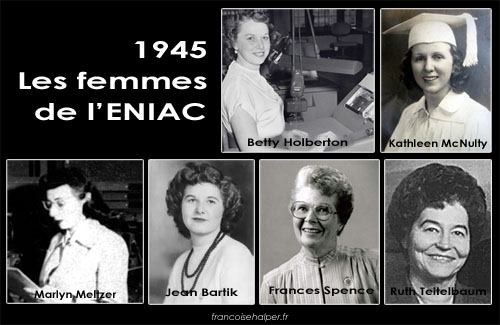 1945
Les femmes
de l'ENIAC
Betty Holberton
Kathleen McNulty
Marlyn Meltzer
Jean Bartik
Frances Spence
Ruth Teitelbaum
francoisehalper.fr